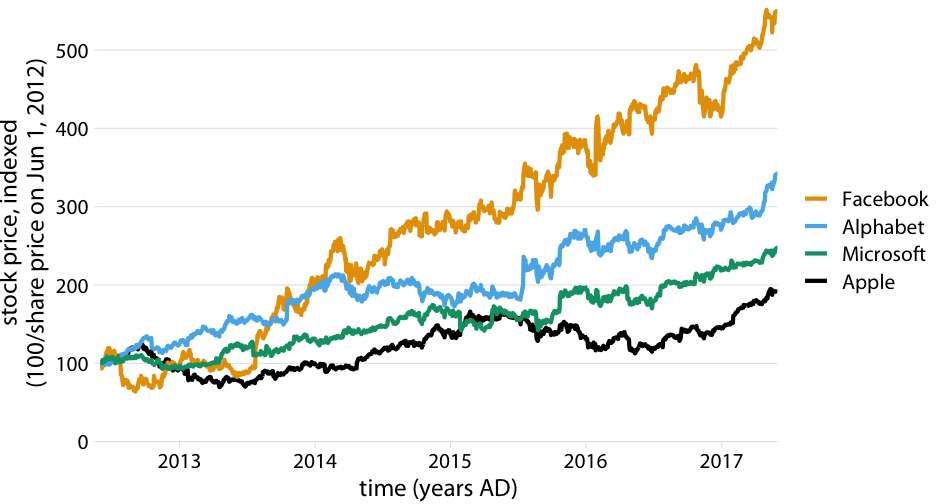 stock price, indexed
(100/share price on Jun 1, 2012)
500
400
300
200
100
0
2013
2014
2015
2016
2017
time (years AD)
Facebook
Alphabet
Microsoft
Apple